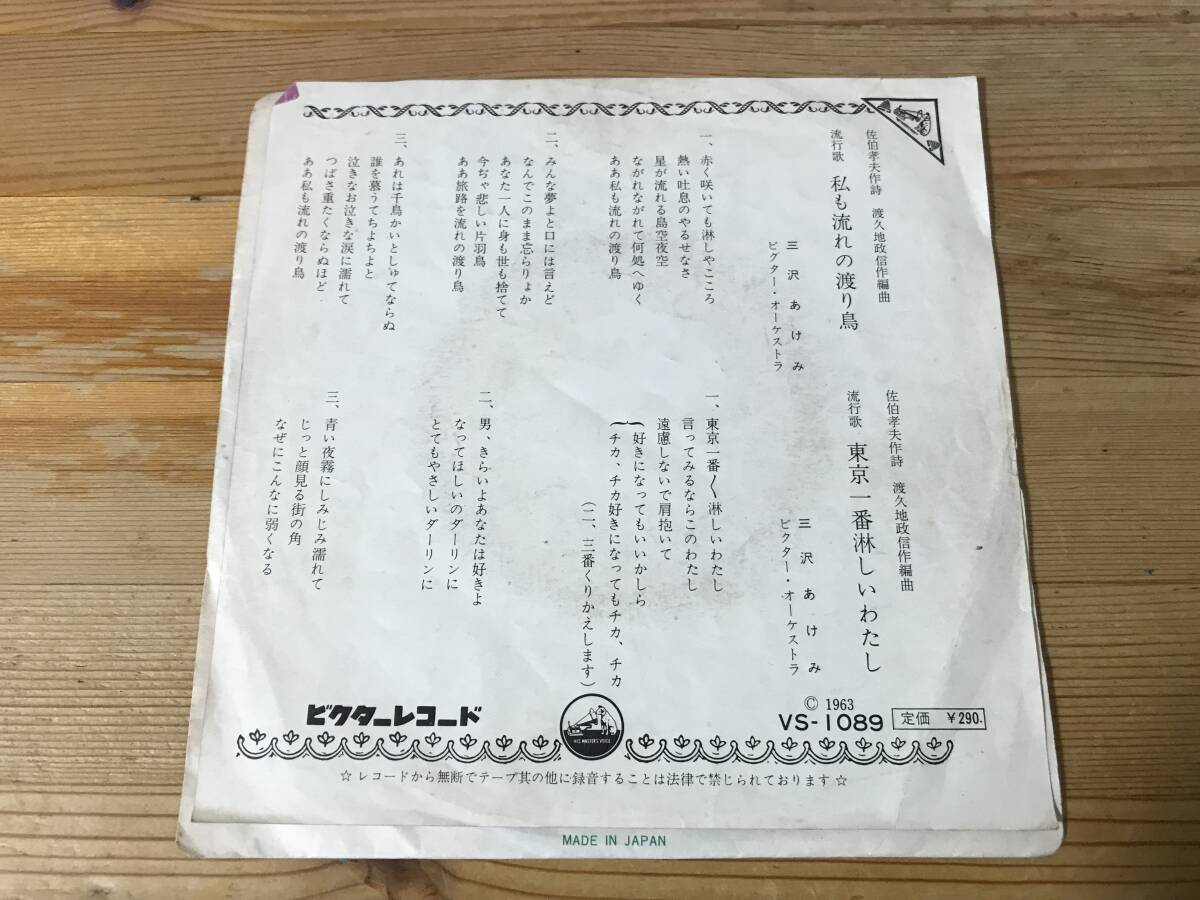 佐伯孝夫作詩　渡久地政信作編曲
流行歌　私も流れの渡り鳥
三沢あけみ
ビクター・オーケストラ
一、赤く咲いても淋しやこころ
熱い吐息のやるせなさ
星が流れる島空夜空
ながれながれて何処へゆく
ああ私も流れの渡り鳥
二、みんな夢よと口には言えど
なんでこのまま忘らりょか
あなた一人に身も世も捨てて
今ぢゃ悲しい片羽鳥
ああ旅路を流れの渡り鳥
三、あれは千鳥かいとしゅてならぬ
誰を慕うてちよちよと
泣きなお泣きな涙に濡れて
つばさ重たくならぬほど
ああ私も流れの渡り鳥
佐伯孝夫作詩　渡久地政信作編曲
流行歌　東京一番淋しいわたし
三沢あけみ
ビクター・オーケストラ
一、東京一番〳〵淋しいわたし
言ってみるならこのわたし
遠慮しないで肩抱いて
好きになってもいいかしら
チカ、チカ好きになってもチカ、チカ
（二、三番くりかえします）
二、男、きらいよあなたは好きよ
なってほしいのダーリンに
とてもやさしいダーリンに
三、青い夜霧にしみじみ濡れて
じっと顔見る街の角
なぜにこんなに弱くなる
ビクターレコード
HIS MASTER'S VOICE
© 1963
VS-1089 定価 ¥290.
☆レコードから無断でテープ其の他に録音することは法律で禁じられております☆
MADE IN JAPAN